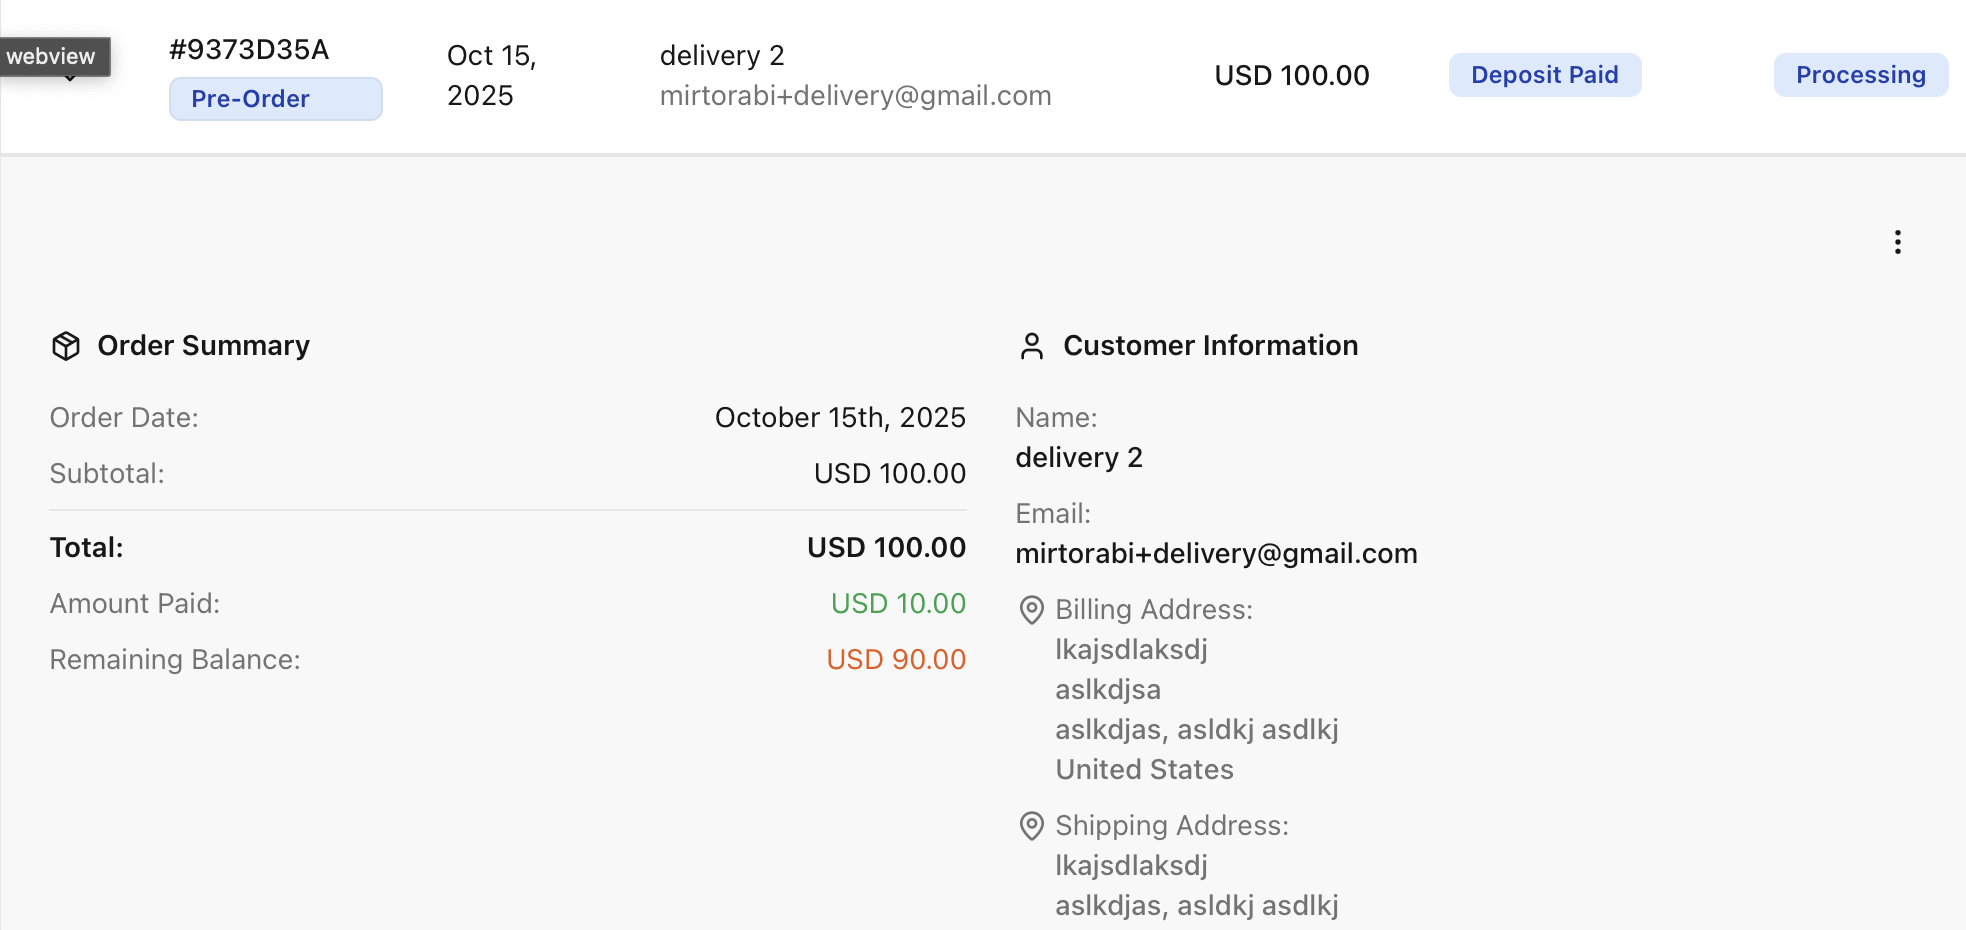 webview
#9373D35A
Pre-Order
Oct 15,
2025
delivery 2
mirtorabi+delivery@gmail.com
USD 100.00
Deposit Paid
Processing
Order Summary
Order Date:
October 15th, 2025
Subtotal:
USD 100.00
Total:
USD 100.00
Amount Paid:
USD 10.00
Remaining Balance:
USD 90.00
Customer Information
Name:
delivery 2
Email:
mirtorabi+delivery@gmail.com
Billing Address:
lkajsdlaksdj
aslkdjsa
aslkdjas, asldkj asdlkj
United States
Shipping Address:
lkajsdlaksdj
aslkdjas, asldkj asdlkj